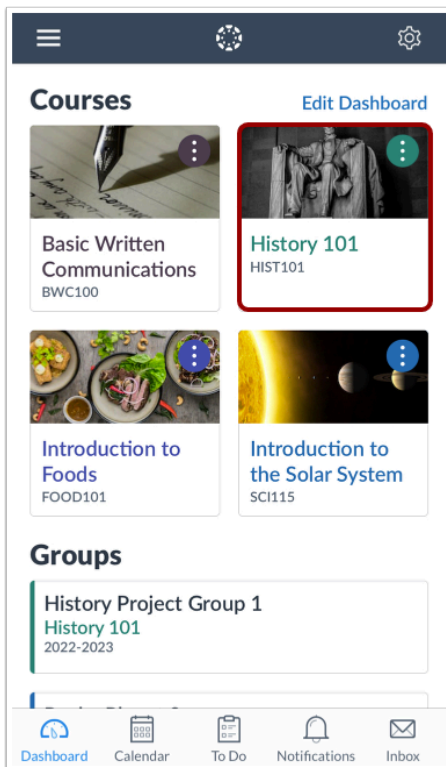 Courses
Edit Dashboard
Basic Written
Communications
BWC100
History 101
HIST101
Introduction to
Foods
FOOD101
Introduction to
the Solar System
SCI115
Groups
History Project Group 1
History 101
2022-2023
Dashboard
Calendar
To Do
Notifications
Inbox